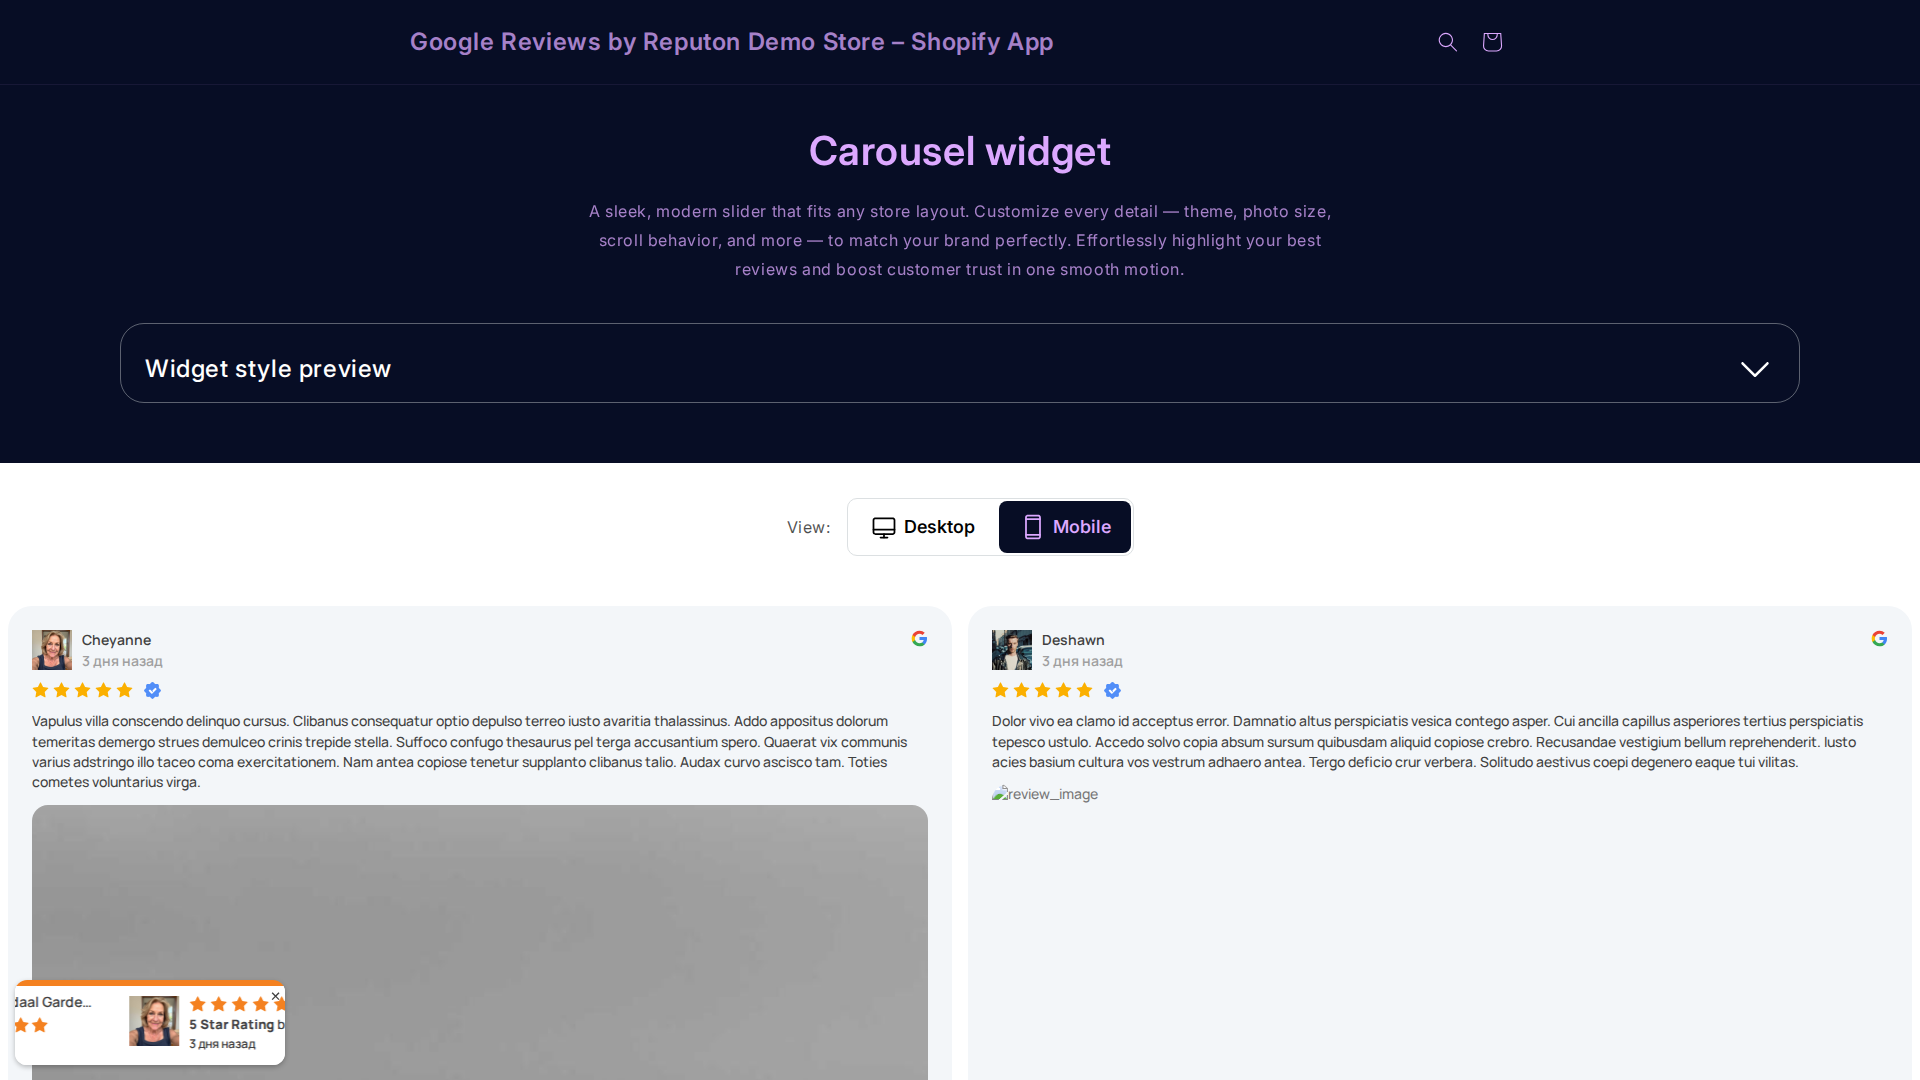 Google Reviews by Reputon Demo Store – Shopify App
Carousel widget
A sleek, modern slider that fits any store layout. Customize every detail — theme, photo size,
scroll behavior, and more — to match your brand perfectly. Effortlessly highlight your best
reviews and boost customer trust in one smooth motion.
Widget style preview
View:
Desktop
Mobile
Cheyanne
3 дня назад
Vapulus villa conscendo delinquo cursus. Clibanus consequatur optio depulso terreo iusto avaritia thalassinus. Addo appositus dolorum
temeritas demergo strues demulceo crinis trepide stella. Suffoco confugo thesaurus pel terga accusantium spero. Quaerat vix communis
varius adstringo illo taceo coma exercitationem. Nam antea copiose tenetur supplanto clibanus talio. Audax curvo ascisco tam. Toties
cometes voluntarius virga.
Deshawn
3 дня назад
Dolor vivo ea clamo id acceptus error. Damnatio altus perspiciatis vesica contego asper. Cui ancilla capillus asperiores tertius perspiciatis
tepesco ustulo. Accedo solvo copia absum sursum quibusdam aliquid copiose crebro. Recusandae vestigium bellum reprehenderit. Iusto
acies basium cultura vos vestrum adhaero antea. Tergo deficio crur verbera. Solitudo aestivus coepi degenero eaque tui vilitas.
review_image
daal Garde...
5 Star Rating b
3 дня назад